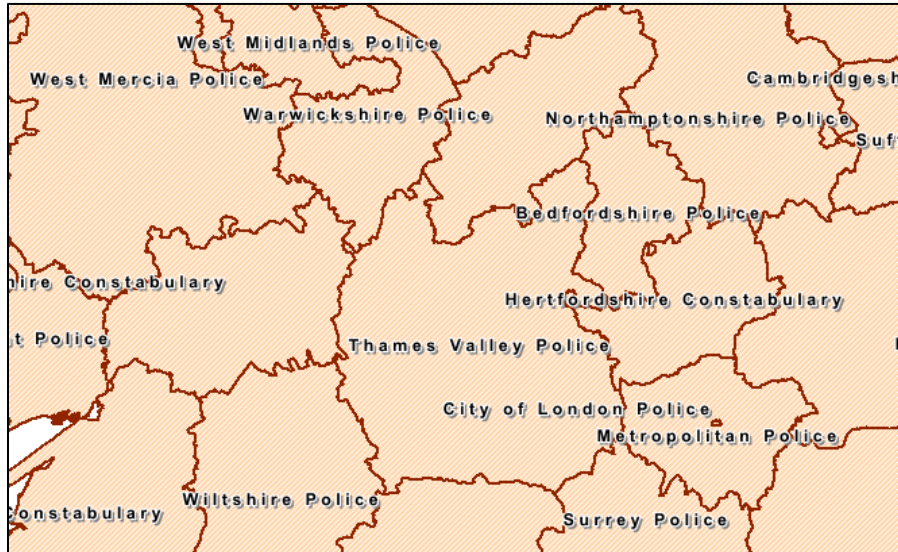 West Midlands Police
West Mercia Police
Cambridgesh
Warwickshire Police
Northamptonshire Police
Suff
Bedfordshire Police
hire Constabulary
Hertfordshire Constabulary
t Police
Thames Valley Police
City of London Police
Metropolitan Police
Wiltshire Police
Constabulary
Surrey Police